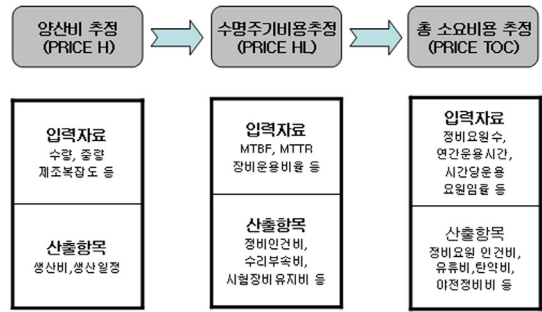 양산비 추정
(PRICE H)
수명주기비용추정
(PRICE HL)
총 소요비용 추정
(PRICE TOC)
입력자료
수량, 중량
제조복잡도 등
산출항목
생산비,생산일정
입력자료
MTBF, MTTR
장비운용비율 등
산출항목
정비인건비,
수리부속비,
시험장비유지비 등
입력자료
정비요원수,
연간운용시간,
시간당운용
요원임율 등
산출항목
정비요원 인건비,
유류비,탄약비,
야전정비비 등